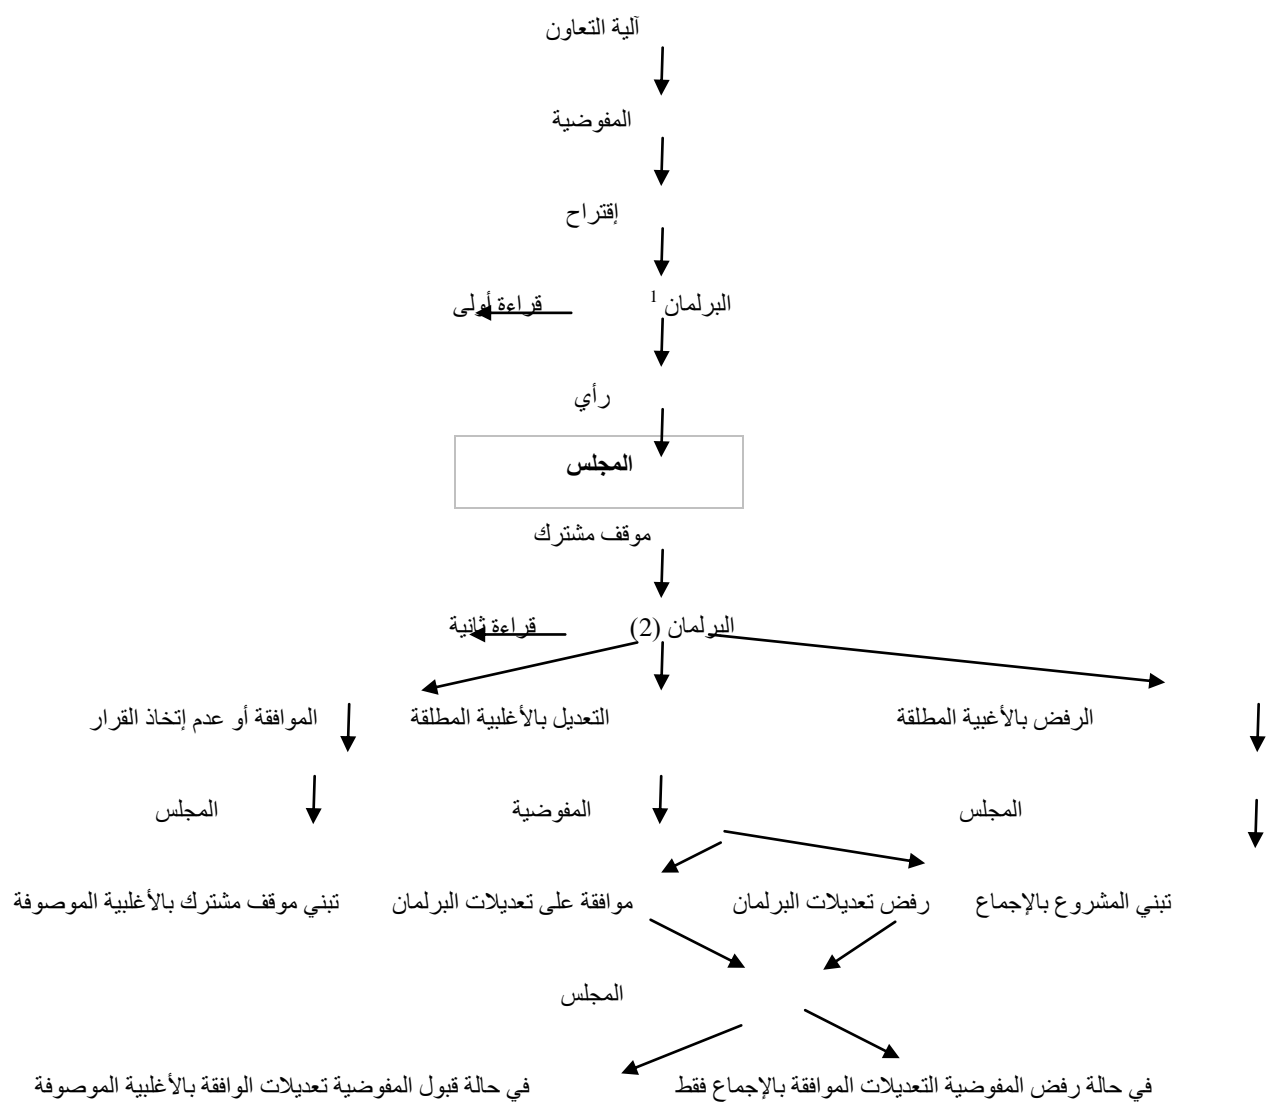 آلية التعاون
المفوضية
إقتراح
البرلمان 1 قراءة أولى
رأي
المجلس
موقف مشترك
البرلمان (2) قراءة ثانية
الرفض بالأغبية المطلقة التعديل بالأغلبية المطلقة الموافقة أو عدم إتخاذ القرار
المجلس المفوضية المجلس
تبني المشروع بالإجماع رفض تعديلات البرلمان موافقة على تعديلات البرلمان تبني موقف مشترك بالأغلبية الموصوفة
المجلس
في حالة رفض المفوضية التعديلات الموافقة بالإجماع فقط في حالة قبول المفوضية تعديلات الوافقة بالأغلبية الموصوفة